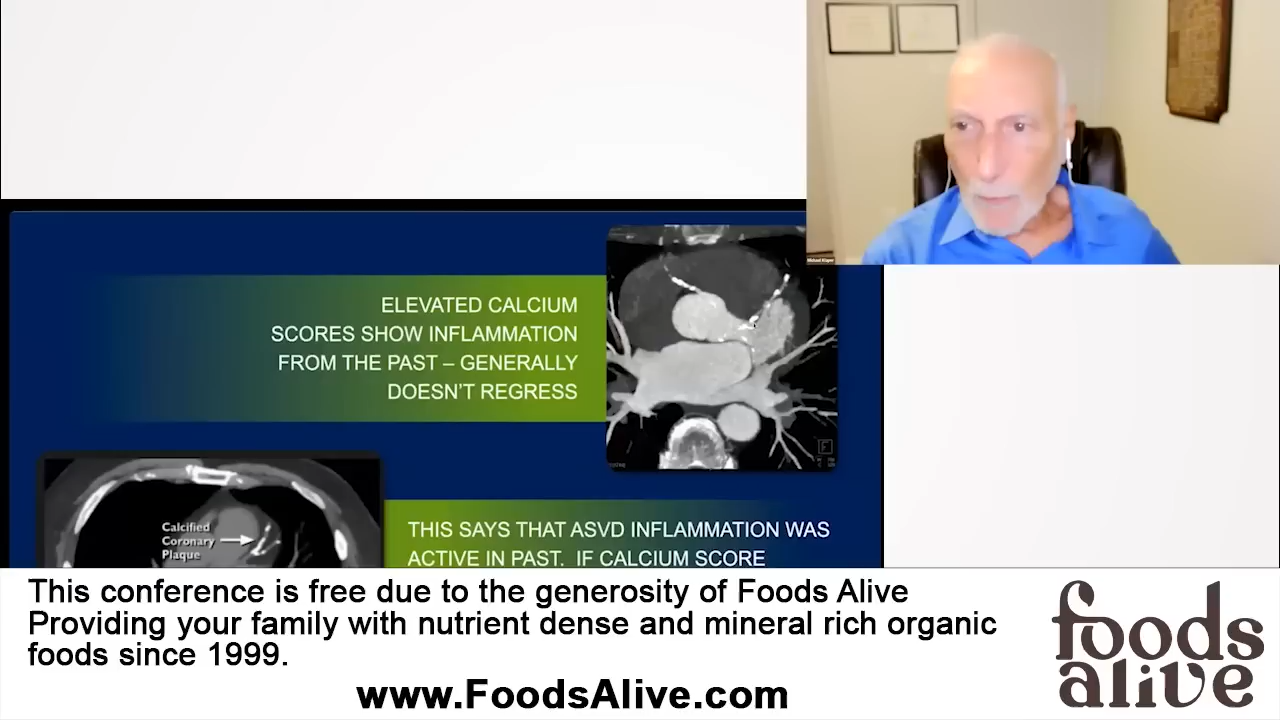 ELEVATED CALCIUM
SCORES SHOW INFLAMMATION
FROM THE PAST – GENERALLY
DOESN'T REGRESS
Calcified
Coronary
Plaque
THIS SAYS THAT ASVD INFLAMMATION WAS
ACTIVE IN PAST. IF CALCIUM SCORE
This conference is free due to the generosity of Foods Alive
Providing your family with nutrient dense and mineral rich organic
foods since 1999.
www.FoodsAlive.com
foods
alive